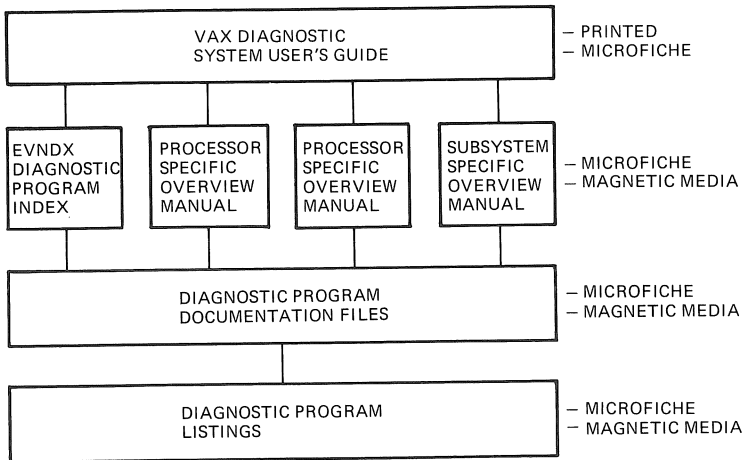 VAX DIAGNOSTIC
SYSTEM USER'S GUIDE
– PRINTED
– MICROFICHE
EVNDX
DIAGNOSTIC
PROGRAM
INDEX
PROCESSOR
SPECIFIC
OVERVIEW
MANUAL
PROCESSOR
SPECIFIC
OVERVIEW
MANUAL
SUBSYSTEM
SPECIFIC
OVERVIEW
MANUAL
– MICROFICHE
– MAGNETIC MEDIA
DIAGNOSTIC PROGRAM
DOCUMENTATION FILES
– MICROFICHE
– MAGNETIC MEDIA
DIAGNOSTIC PROGRAM
LISTINGS
– MICROFICHE
– MAGNETIC MEDIA